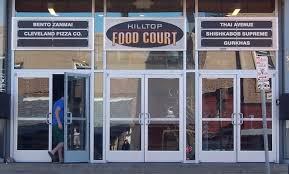 BENTO ZANMAI
CLEVELAND PIZZA CO.
HILLTOP
FOOD COURT
THAI AVENUE
SHISHKABOB SUPREME
GURKHAS